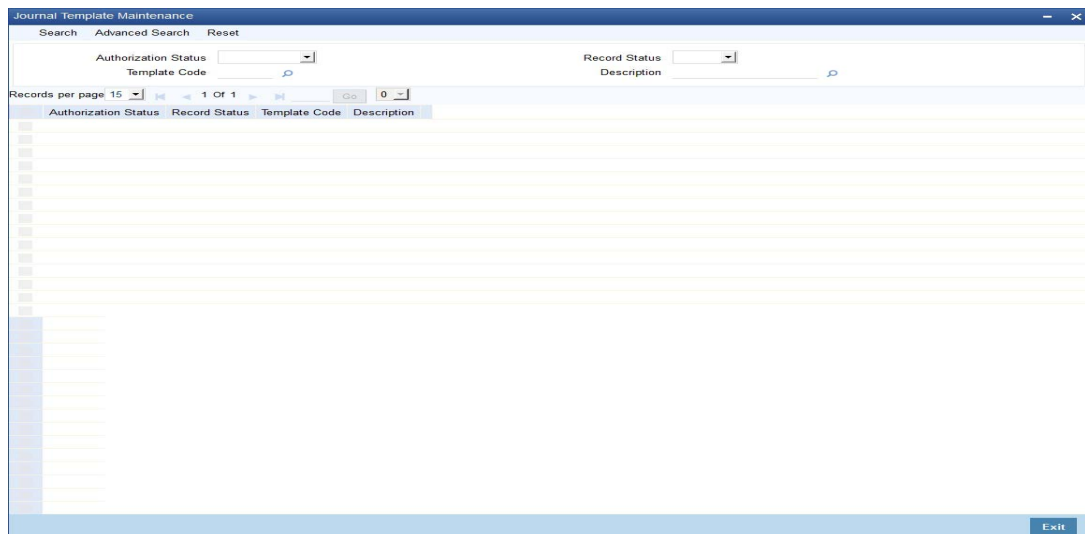 Journal Template Maintenance
Search Advanced Search Reset
Authorization Status Record Status
Template Code Description
Records per page 15 1 Of 1 Go 0
Authorization Status Record Status Template Code Description
Exit